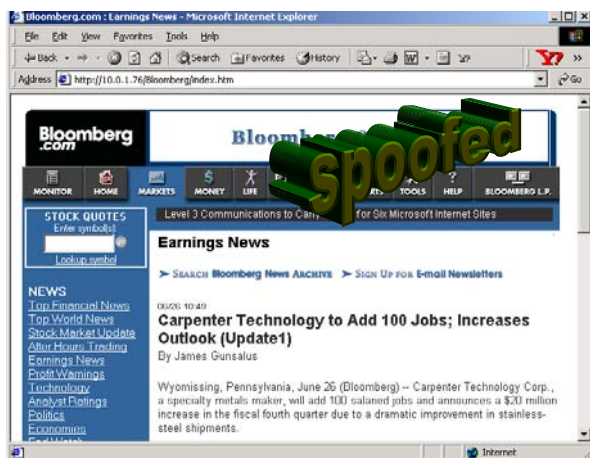 Bloomberg.com : Earnings News - Microsoft Internet Explorer
File Edit View Favorites Tools Help
Back Search Favorites History
Address http://10.0.1.76/Bloomberg/index.htm Go
Bloomberg
.com
Spoofed
MONITOR HOME MARKETS MONEY LIFE TOOLS HELP BLOOMBERG L.P.
STOCK QUOTES
Enter symbol(s)
Lookup symbol
Level 3 Communications to Carry for Six Microsoft Internet Sites
Earnings News
SEARCH Bloomberg News ARCHIVE SIGN UP FOR E-mail Newsletters
NEWS
Top Financial News
Top World News
Stock Market Update
After Hours Trading
Earnings News
Profit Warnings
Technology
Analyst Ratings
Politics
Economies
06/26 10:49
Carpenter Technology to Add 100 Jobs; Increases
Outlook (Update1)
By James Gunsalus
Wyomissing, Pennsylvania, June 26 (Bloomberg) -- Carpenter Technology Corp.,
a specialty metals maker, will add 100 salaried jobs and announces a $20 million
increase in the fiscal fourth quarter due to a dramatic improvement in stainless-
steel shipments.
Internet